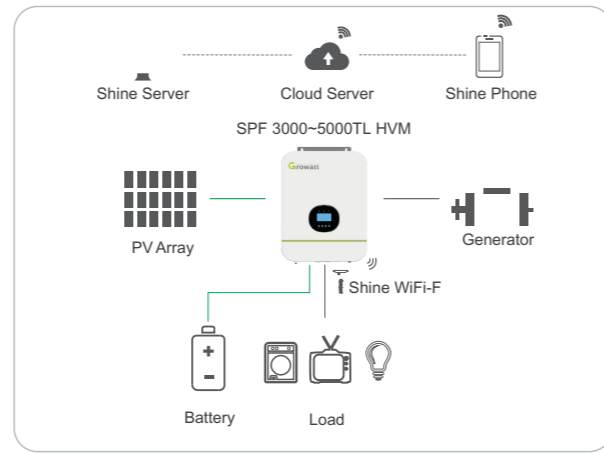 Shine Server
Cloud Server
Shine Phone
SPF 3000~5000TL HVM
Growatt
PV Array
Generator
Shine WiFi-F
Battery
Load